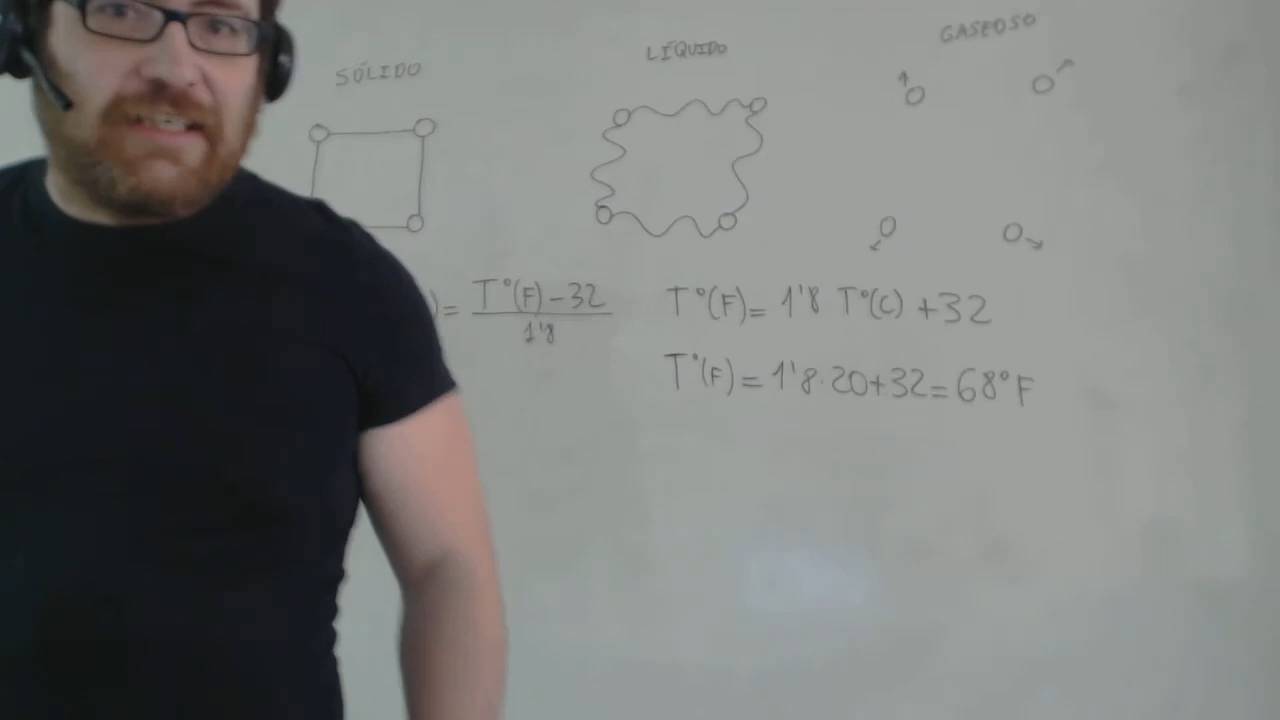 SÓLIDO
LÍQUIDO
GASEOSO
)= T°(F)-32 / 1'8
T°(F)= 1'8 T°(C) +32
T°(F)=1'8·20+32=68°F